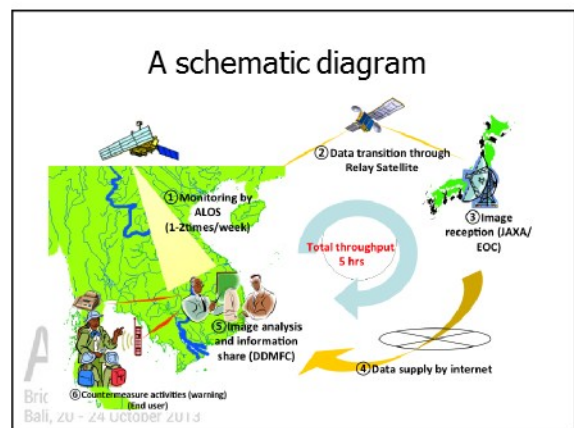 A schematic diagram
①Monitoring by
ALOS
(1-2times/week)
②Data transition through
Relay Satellite
③Image
reception (JAXA/
EOC)
Total throughput
5 hrs
④Data supply by internet
⑤Image analysis
and information
share (DDMFC)
⑥Countermeasure activities (warning)
(End user)
Bali, 20 - 24 October 2013